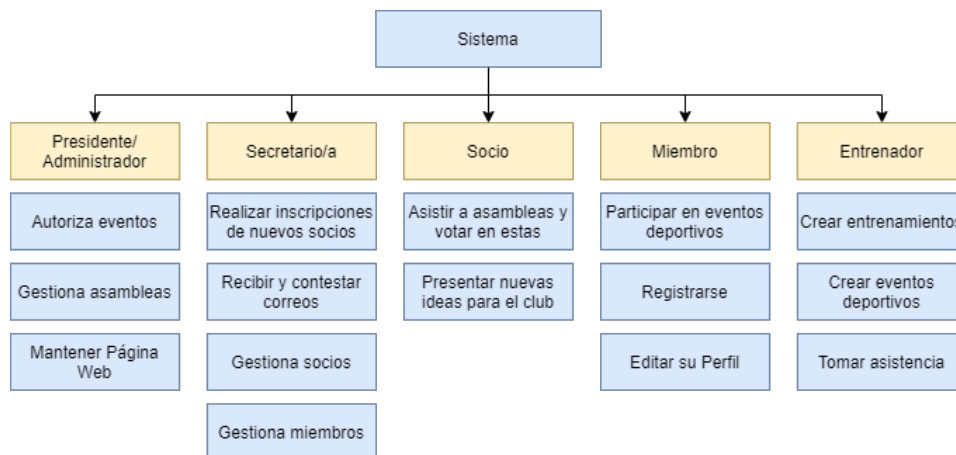 Sistema
Presidente/
Administrador
Secretario/a
Socio
Miembro
Entrenador
Autoriza eventos
Realizar inscripciones
de nuevos socios
Asistir a asambleas y
votar en estas
Participar en eventos
deportivos
Crear entrenamientos
Gestiona asambleas
Recibir y contestar
correos
Presentar nuevas
ideas para el club
Registrarse
Crear eventos
deportivos
Mantener Página
Web
Gestiona socios
Editar su Perfil
Tomar asistencia
Gestiona miembros